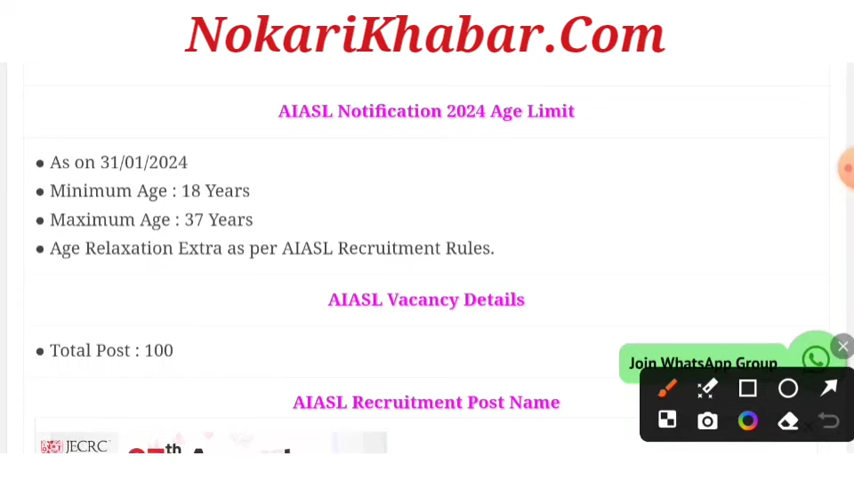 NokariKhabar.Com
AIASL Notification 2024 Age Limit
● As on 31/01/2024
● Minimum Age : 18 Years
● Maximum Age : 37 Years
● Age Relaxation Extra as per AIASL Recruitment Rules.
AIASL Vacancy Details
● Total Post : 100
Join WhatsApp Group
AIASL Recruitment Post Name
JECRC